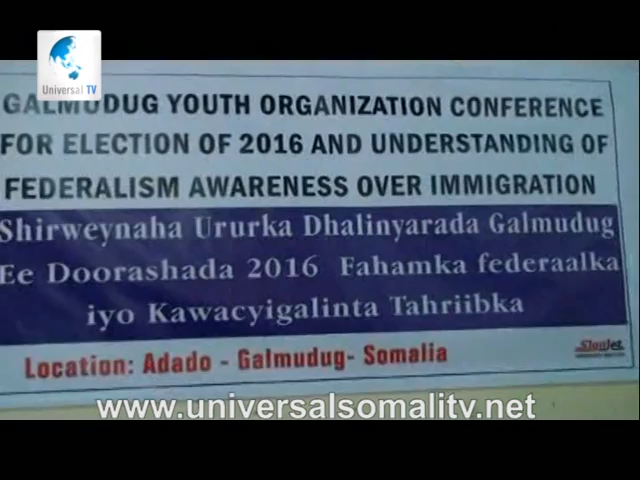 Universal TV
GALMUDUG YOUTH ORGANIZATION CONFERENCE
FOR ELECTION OF 2016 AND UNDERSTANDING OF
FEDERALISM AWARENESS OVER IMMIGRATION
Shirweynaha Ururka Dhalinyarada Galmudug
Ee Doorashada 2016 Fahamka federaalka
iyo Kawacyigalinta Tahriibka
Location: Adado - Galmudug- Somalia
www.universalsomalitv.net